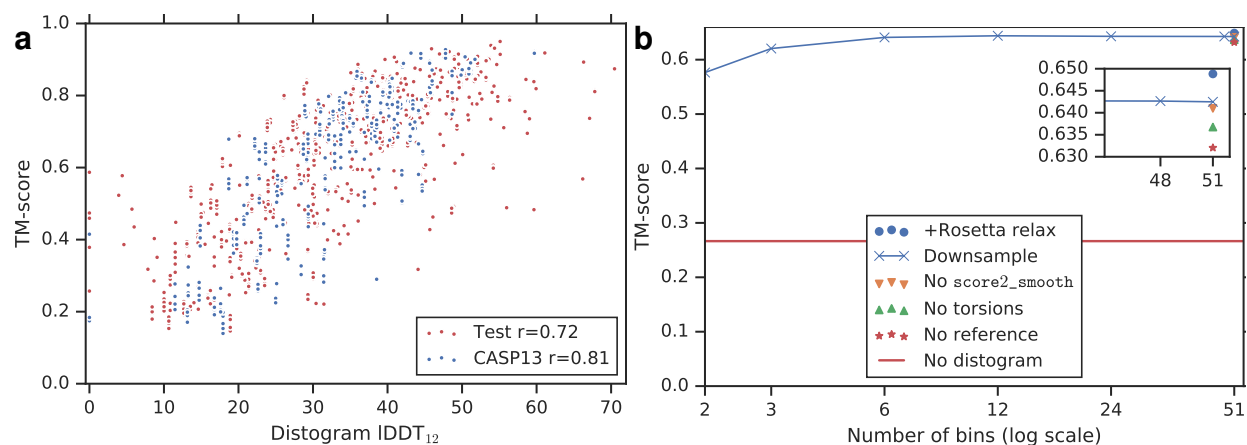 a
1.0
0.8
0.6
0.4
0.2
0.0
TM-score
0 10 20 30 40 50 60 70
Distogram lDDT₁₂
Test r=0.72
CASP13 r=0.81
b
0.6
0.5
0.4
0.3
0.2
0.1
0.0
TM-score
2 3 6 12 24 51
Number of bins (log scale)
0.650
0.645
0.640
0.635
0.630
48 51
+Rosetta relax
Downsample
No score2_smooth
No torsions
No reference
No distogram